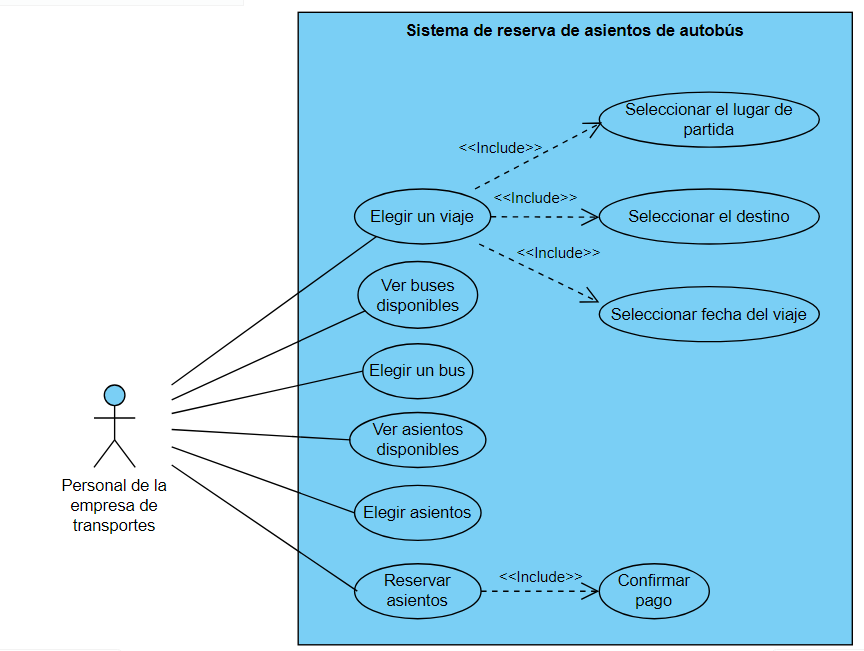 Sistema de reserva de asientos de autobús
Seleccionar el lugar de
partida
<<Include>>
Elegir un viaje
<<Include>>
Seleccionar el destino
<<Include>>
Seleccionar fecha del viaje
Ver buses
disponibles
Elegir un bus
Ver asientos
disponibles
Elegir asientos
Reservar
asientos
<<Include>>
Confirmar
pago
Personal de la
empresa de
transportes